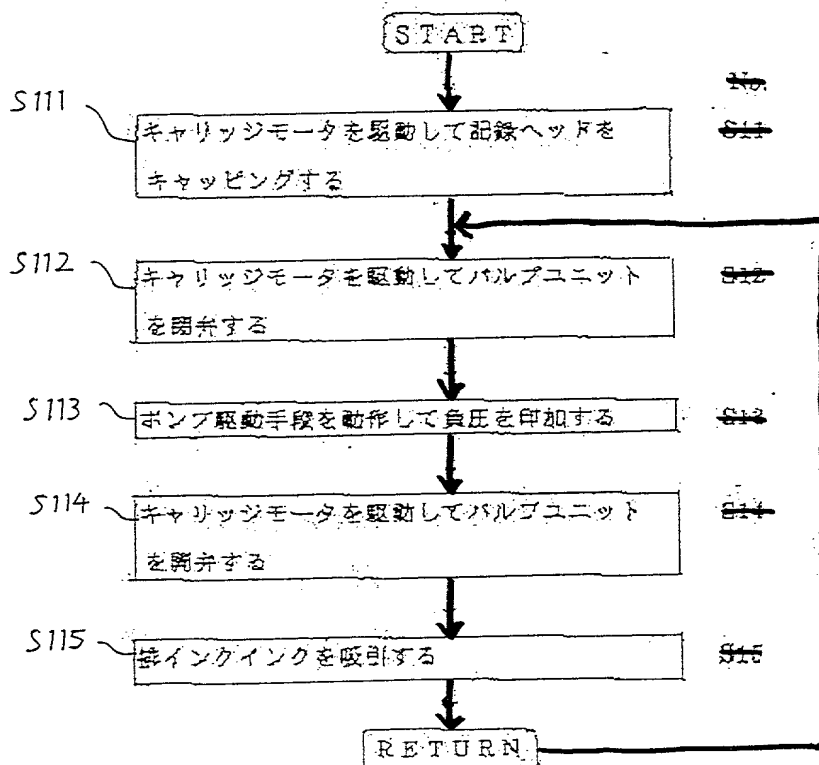 START
No.
S111
S11
キャリッジモータを駆動して記録ヘッドを
キャッピングする
S112
S12
キャリッジモータを駆動してバルブユニット
を閉弁する
S113
S13
ポンプ駆動手段を動作して負圧を印加する
S114
S14
キャリッジモータを駆動してバルブユニット
を開弁する
S115
S15
排インクインクを吸引する
RETURN